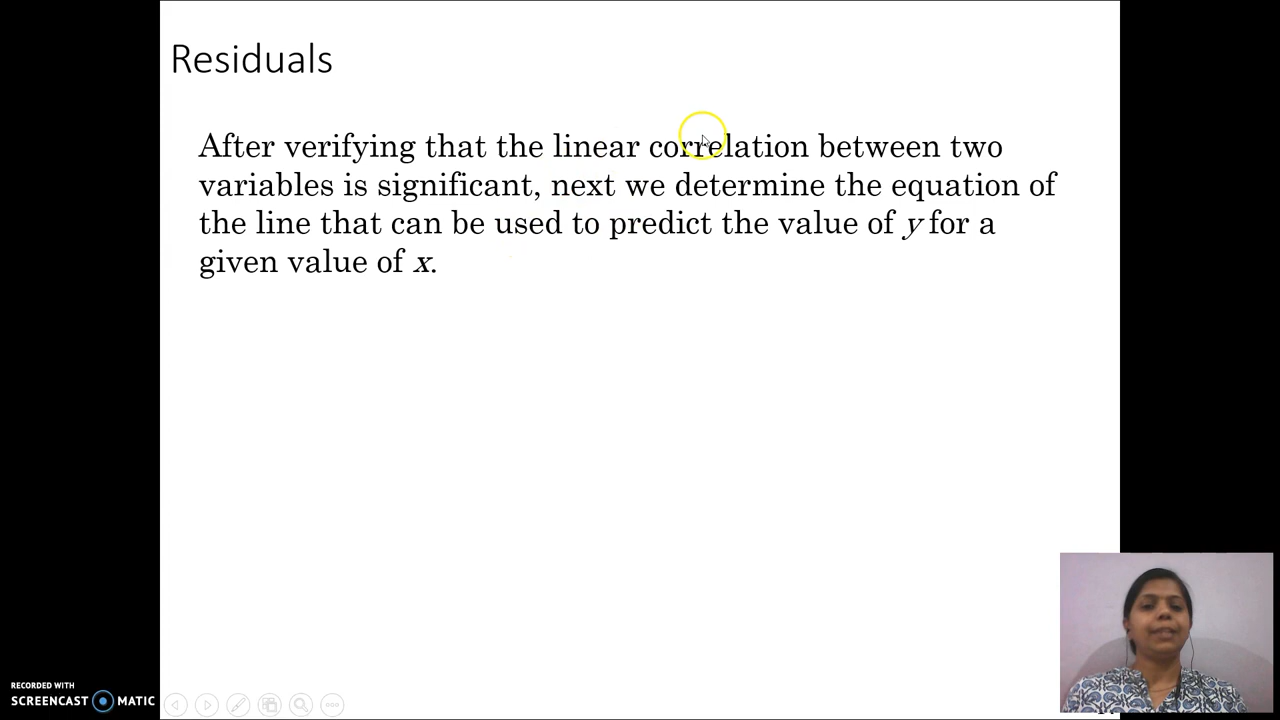 Residuals
After verifying that the linear correlation between two
variables is significant, next we determine the equation of
the line that can be used to predict the value of y for a
given value of x.
RECORDED WITH
SCREENCAST MATIC